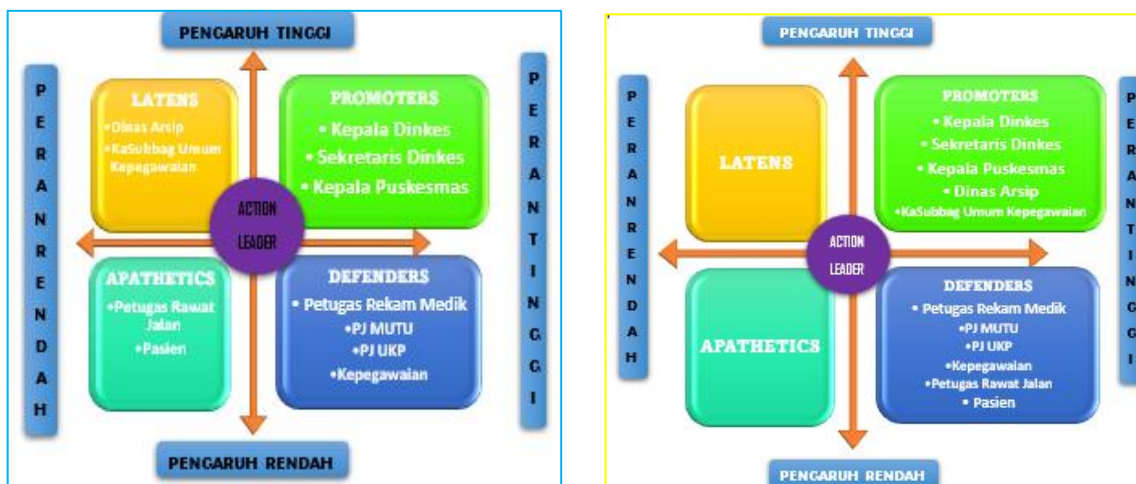 PENGARUH TINGGI
PERAN RENDAH
LATENS
•Dinas Arsip
•KaSubbag Umum
Kepegawaian
PROMOTERS
• Kepala Dinkes
• Sekretaris Dinkes
• Kepala Puskesmas
PERAN TINGGI
ACTION
LEADER
APATHETICS
•Petugas Rawat
Jalan
•Pasien
DEFENDERS
• Petugas Rekam Medik
•PJ MUTU
•PJ UKP
•Kepegawaian
PENGARUH RENDAH
PENGARUH TINGGI
PERAN RENDAH
LATENS
PROMOTERS
• Kepala Dinkes
• Sekretaris Dinkes
• Kepala Puskesmas
• Dinas Arsip
•KaSubbag Umum Kepegawaian
PERAN TINGGI
ACTION
LEADER
APATHETICS
DEFENDERS
• Petugas Rekam Medik
•PJ MUTU
•PJ UKP
•Kepegawaian
•Petugas Rawat Jalan
• Pasien
PENGARUH RENDAH